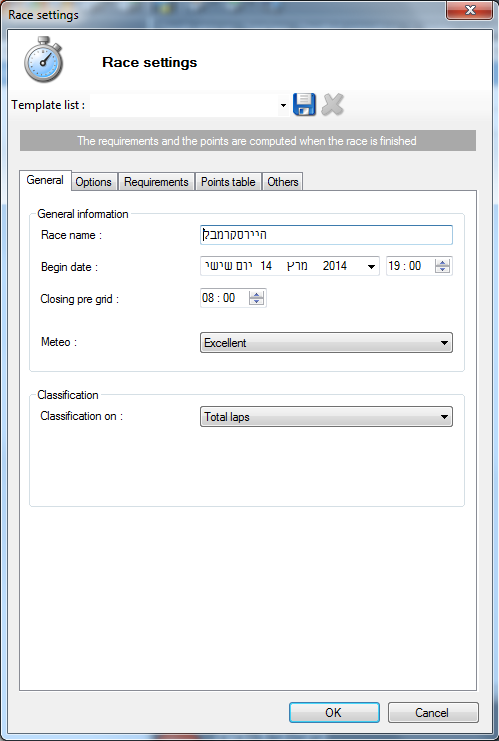 Race settings
Race settings
Template list :
The requirements and the points are computed when the race is finished
General Options Requirements Points table Others
General information
Race name : היירסקרמבל
Begin date : יום שישי 14 מרץ 2014 19 : 00
Closing pre grid : 08 : 00
Meteo : Excellent
Classification
Classification on : Total laps
OK Cancel